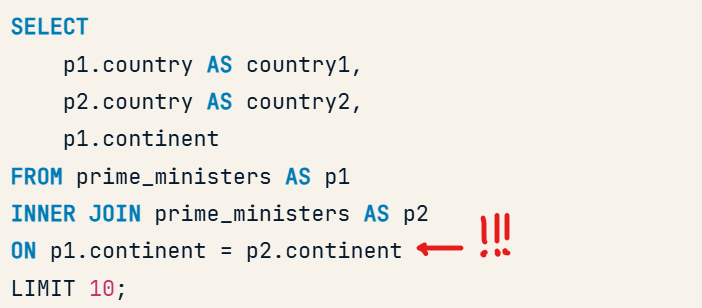 SELECT
    p1.country AS country1,
    p2.country AS country2,
    p1.continent
FROM prime_ministers AS p1
INNER JOIN prime_ministers AS p2
ON p1.continent = p2.continent ← !!!
LIMIT 10;